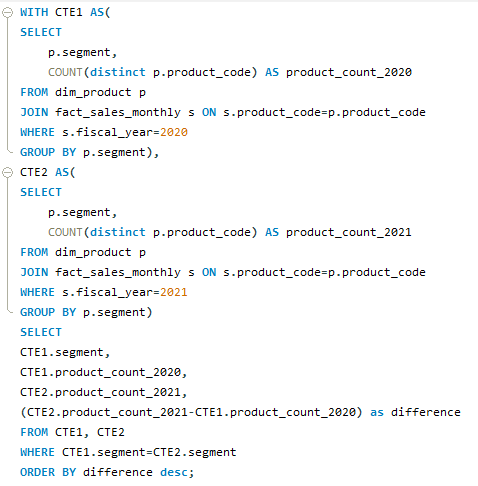 WITH CTE1 AS(
SELECT
p.segment,
COUNT(distinct p.product_code) AS product_count_2020
FROM dim_product p
JOIN fact_sales_monthly s ON s.product_code=p.product_code
WHERE s.fiscal_year=2020
GROUP BY p.segment),
CTE2 AS(
SELECT
p.segment,
COUNT(distinct p.product_code) AS product_count_2021
FROM dim_product p
JOIN fact_sales_monthly s ON s.product_code=p.product_code
WHERE s.fiscal_year=2021
GROUP BY p.segment)
SELECT
CTE1.segment,
CTE1.product_count_2020,
CTE2.product_count_2021,
(CTE2.product_count_2021-CTE1.product_count_2020) as difference
FROM CTE1, CTE2
WHERE CTE1.segment=CTE2.segment
ORDER BY difference desc;